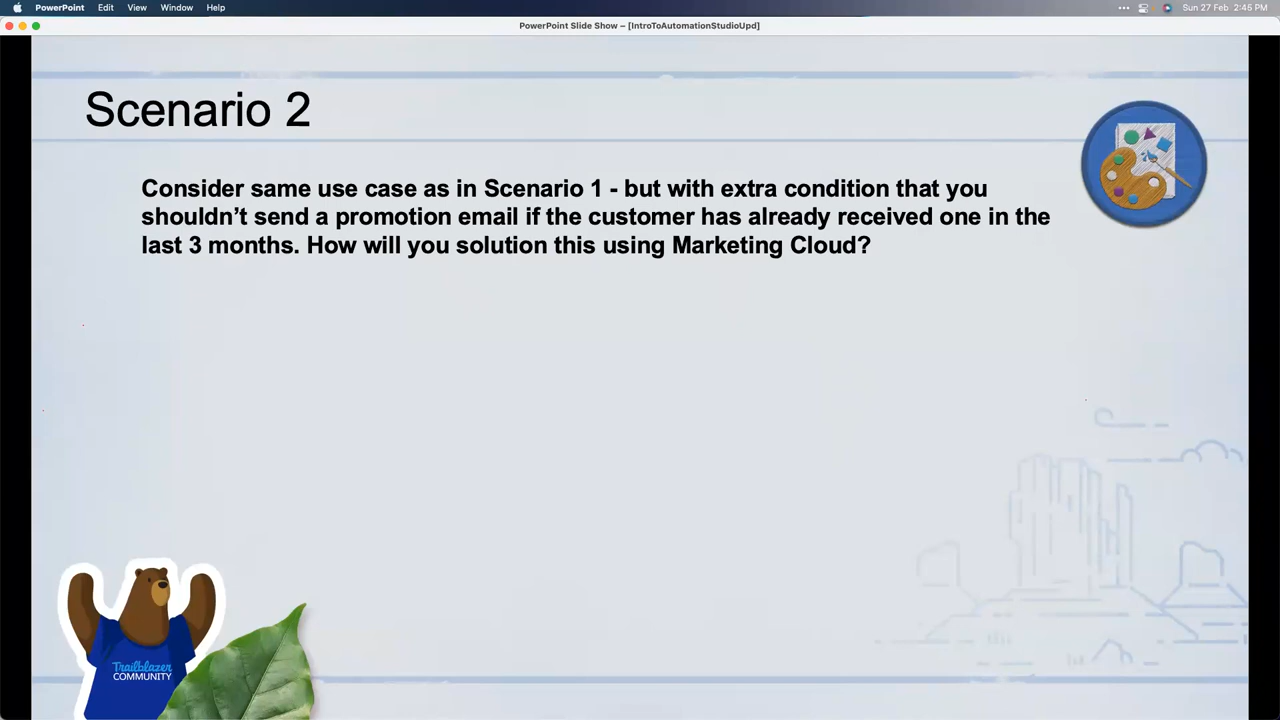 PowerPoint Edit View Window Help ••• Sun 27 Feb 2:45 PM
PowerPoint Slide Show – [IntroToAutomationStudioUpd]
Scenario 2
Consider same use case as in Scenario 1 - but with extra condition that you
shouldn’t send a promotion email if the customer has already received one in the
last 3 months. How will you solution this using Marketing Cloud?
Trailblazer
COMMUNITY